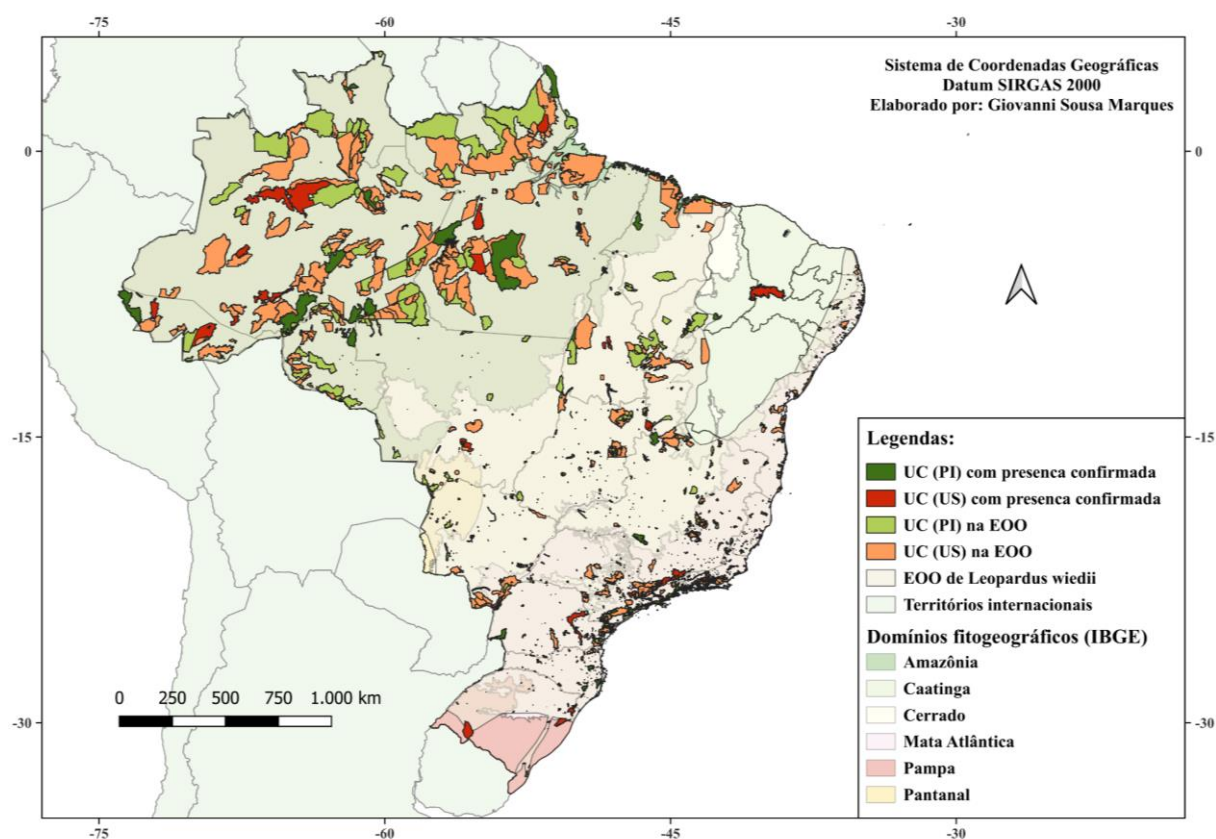 -75
-60
-45
-30
Sistema de Coordenadas Geográficas
Datum SIRGAS 2000
Elaborado por: Giovanni Sousa Marques
0
0
-15
-15
-30
-30
Legendas:
UC (PI) com presenca confirmada
UC (US) com presenca confirmada
UC (PI) na EOO
UC (US) na EOO
EOO de Leopardus wiedii
Territórios internacionais
Domínios fitogeográficos (IBGE)
Amazônia
Caatinga
Cerrado
Mata Atlântica
Pampa
Pantanal
0 250 500 750 1.000 km
-75
-60
-45
-30